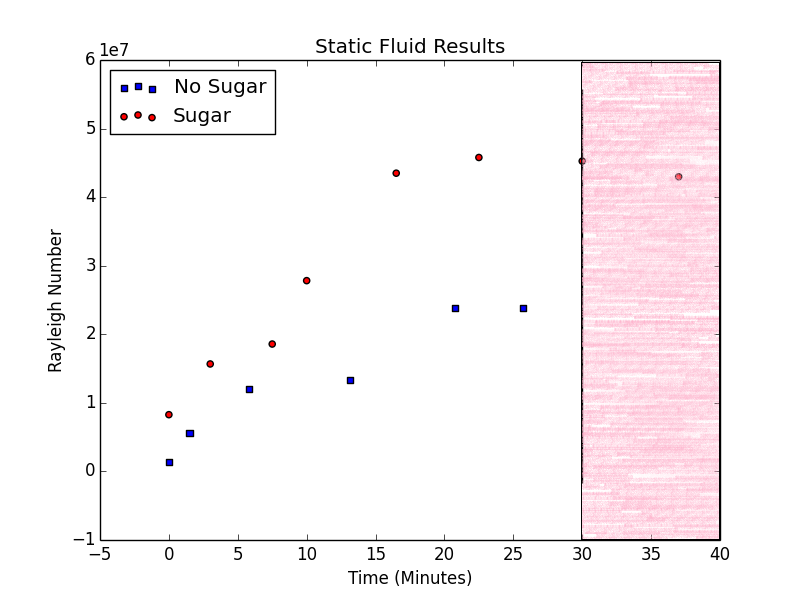 Static Fluid Results
1e7
No Sugar
Sugar
6
5
4
3
2
1
0
−1
Rayleigh Number
−5 0 5 10 15 20 25 30 35 40
Time (Minutes)